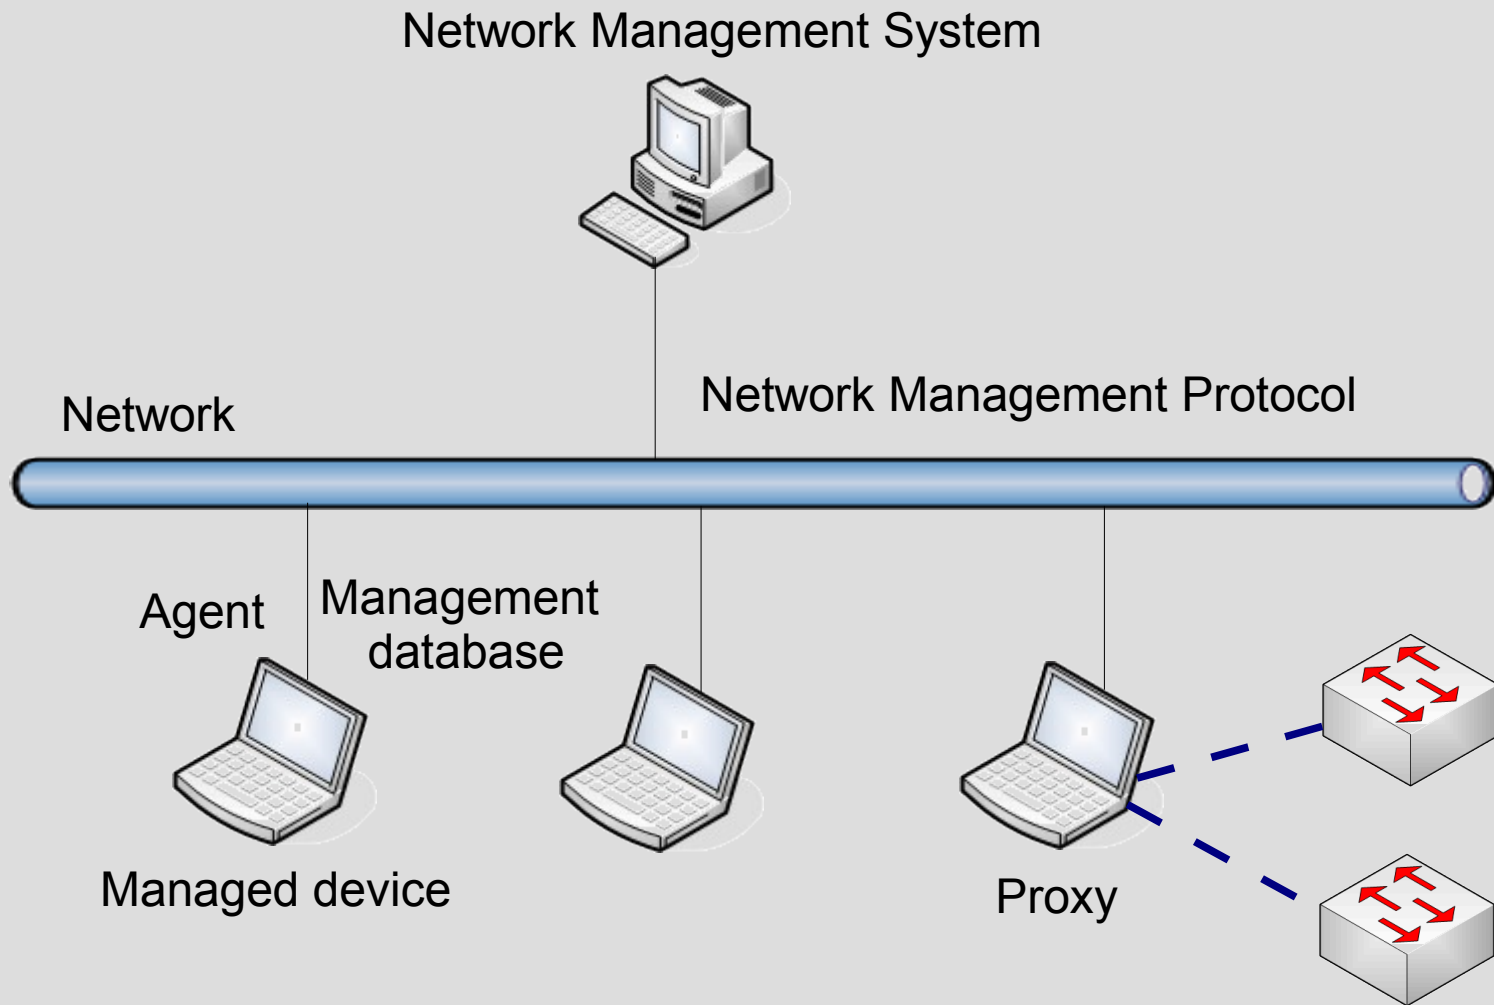 Network Management System
Network Management Protocol
Network
Agent
Management
database
Managed device
Proxy